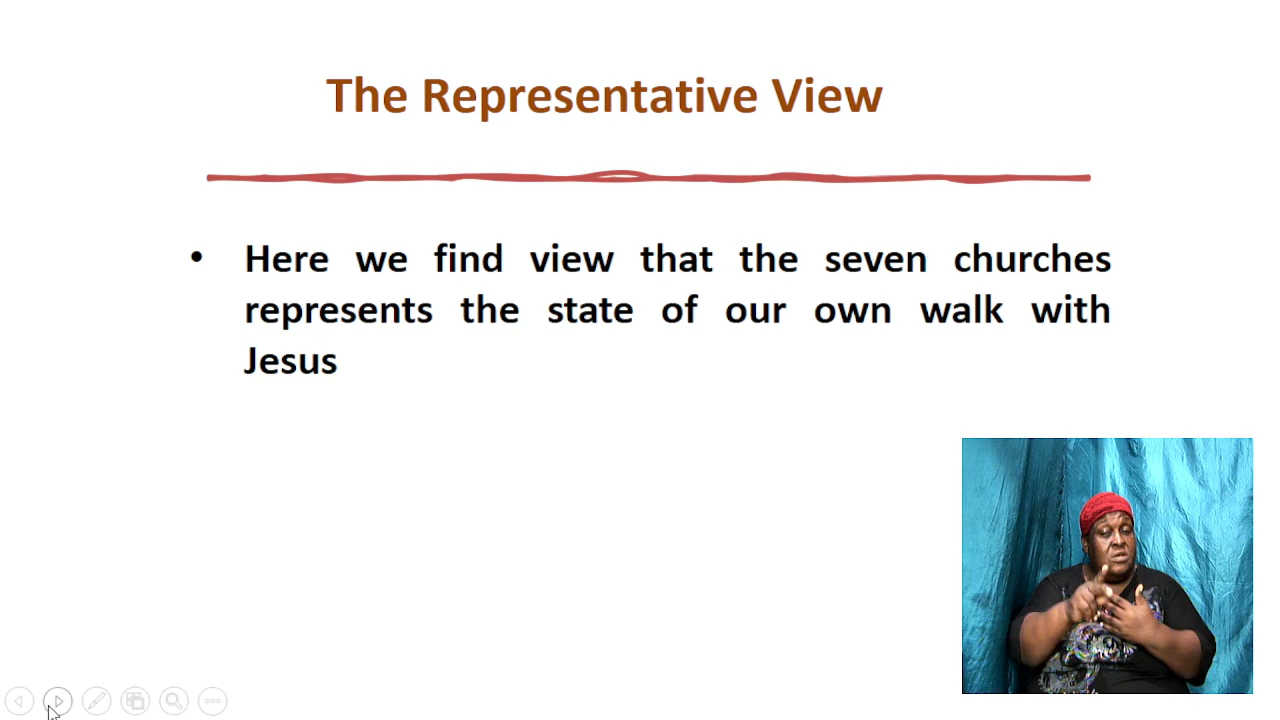 The Representative View
• Here we find view that the seven churches
represents the state of our own walk with
Jesus